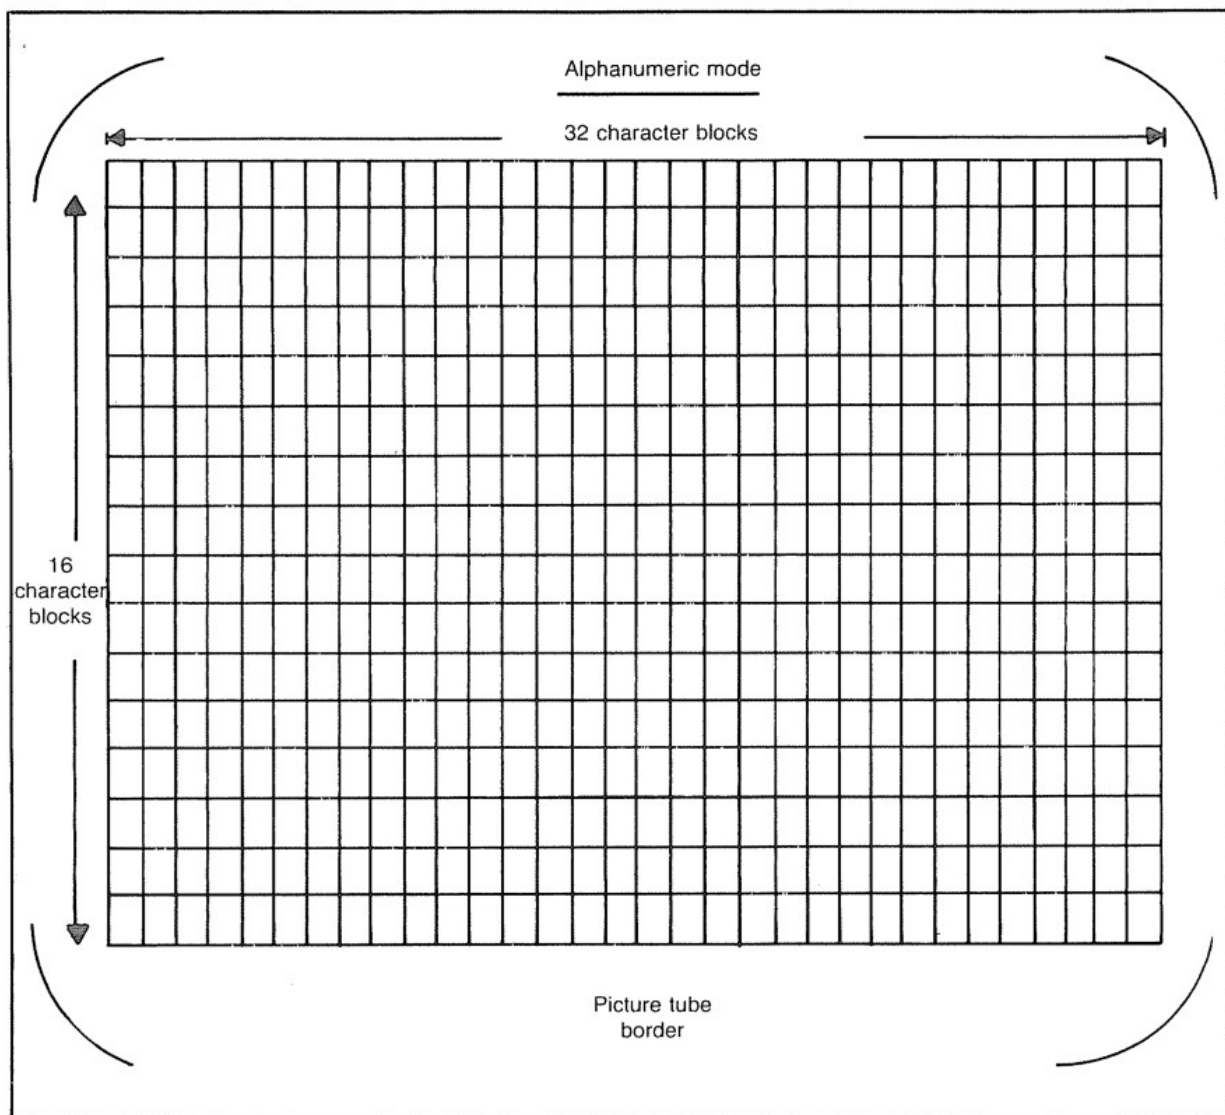 Alphanumeric mode
32 character blocks
16
character
blocks
Picture tube
border